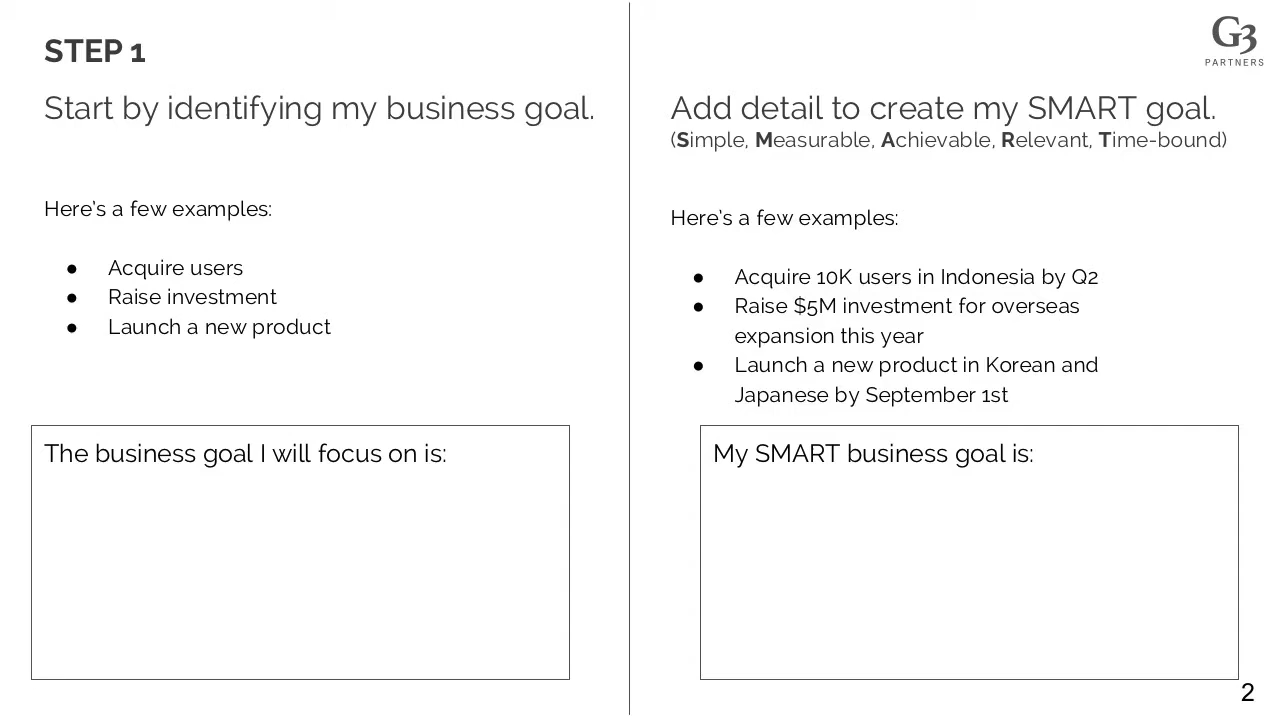 STEP 1
Start by identifying my business goal.
Here's a few examples:
● Acquire users
● Raise investment
● Launch a new product
The business goal I will focus on is:
G3
PARTNERS
Add detail to create my SMART goal.
(Simple, Measurable, Achievable, Relevant, Time-bound)
Here's a few examples:
● Acquire 10K users in Indonesia by Q2
● Raise $5M investment for overseas
expansion this year
● Launch a new product in Korean and
Japanese by September 1st
My SMART business goal is:
2